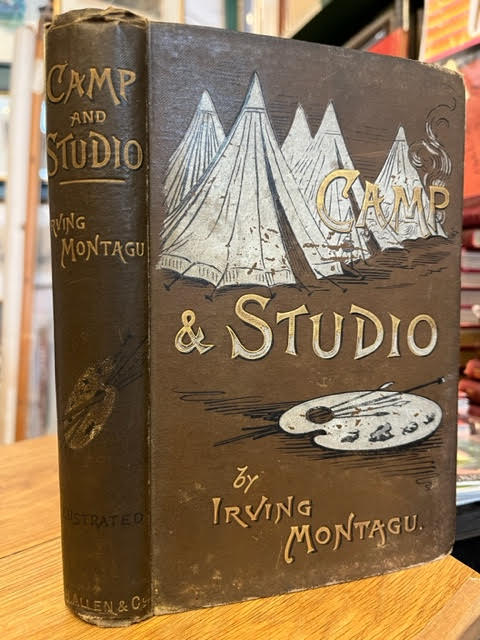 CAMP
AND
STUDIO
IRVING
MONTAGU
ILLUSTRATED
ALLEN & Co
CAMP
& STUDIO
by
IRVING
MONTAGU.